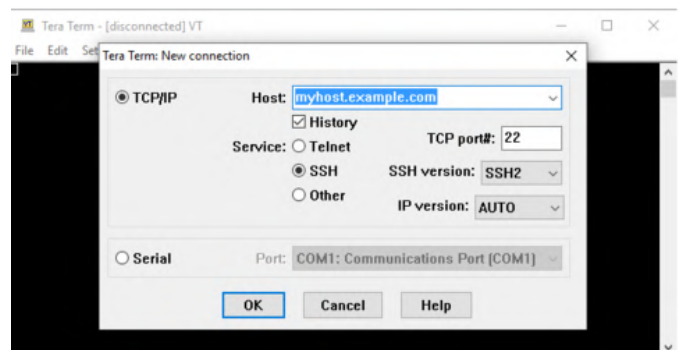 VT Tera Term - [disconnected] VT
File Edit Set
Tera Term: New connection
TCP/IP Host: myhost.example.com
History
Service: Telnet TCP port#: 22
SSH SSH version: SSH2
Other IP version: AUTO
Serial Port: COM1: Communications Port (COM1)
OK Cancel Help